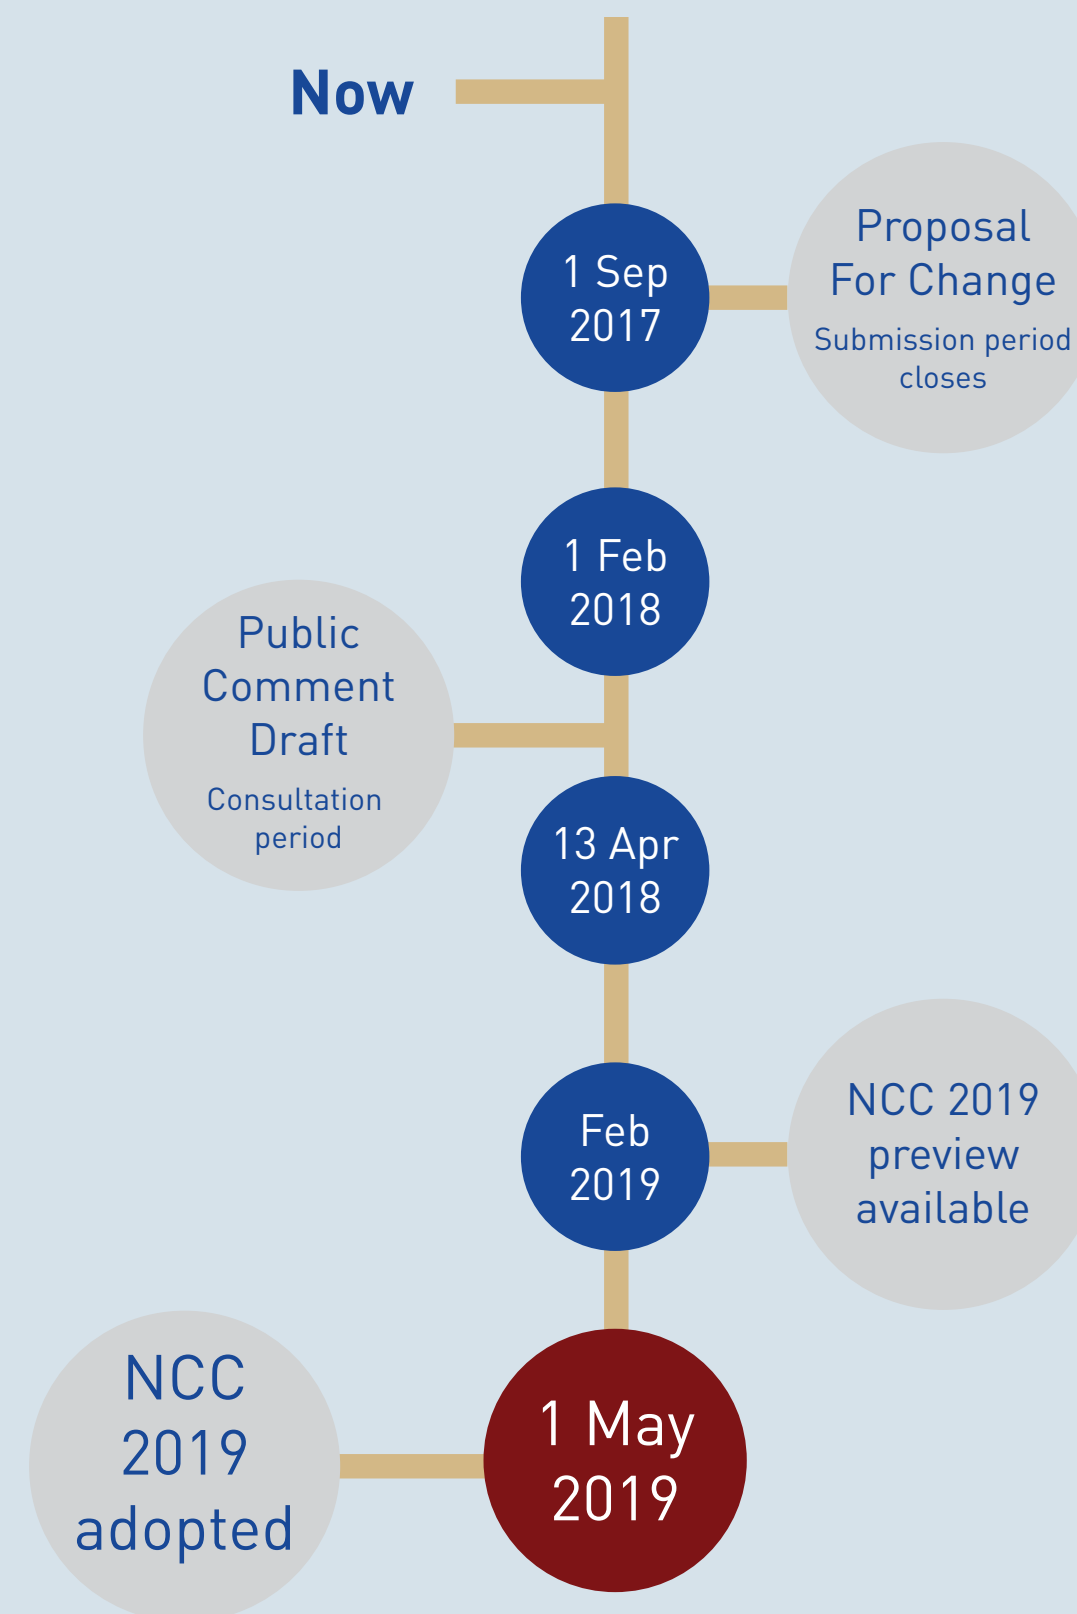 Now
1 Sep
2017
Proposal
For Change
Submission period
closes
1 Feb
2018
Public
Comment
Draft
Consultation
period
13 Apr
2018
Feb
2019
NCC 2019
preview
available
1 May
2019
NCC
2019
adopted